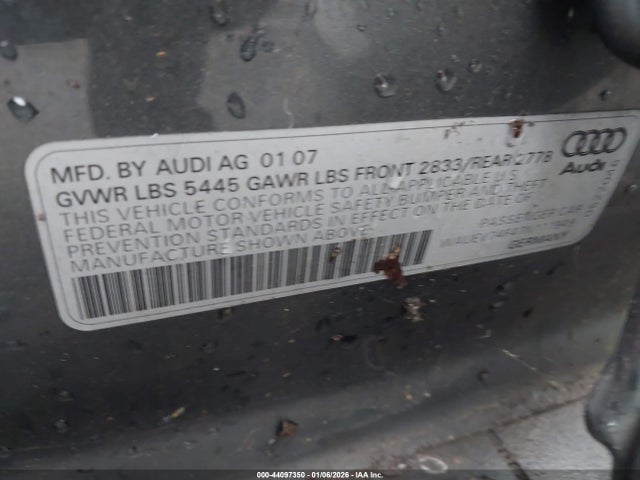 MFD. BY AUDI AG 01 07
GVWR LBS 5445 GAWR LBS FRONT 2833/REAR 2778
THIS VEHICLE CONFORMS TO ALL APPLICABLE U.S.
FEDERAL MOTOR VEHICLE SAFETY BUMPER AND THEFT
PREVENTION STANDARDS IN EFFECT ON THE DATE OF
MANUFACTURE SHOWN ABOVE.
Audi
PASSENGER CAR
GERMANY
000-44097350 | 01/06/2026 | IAA Inc.